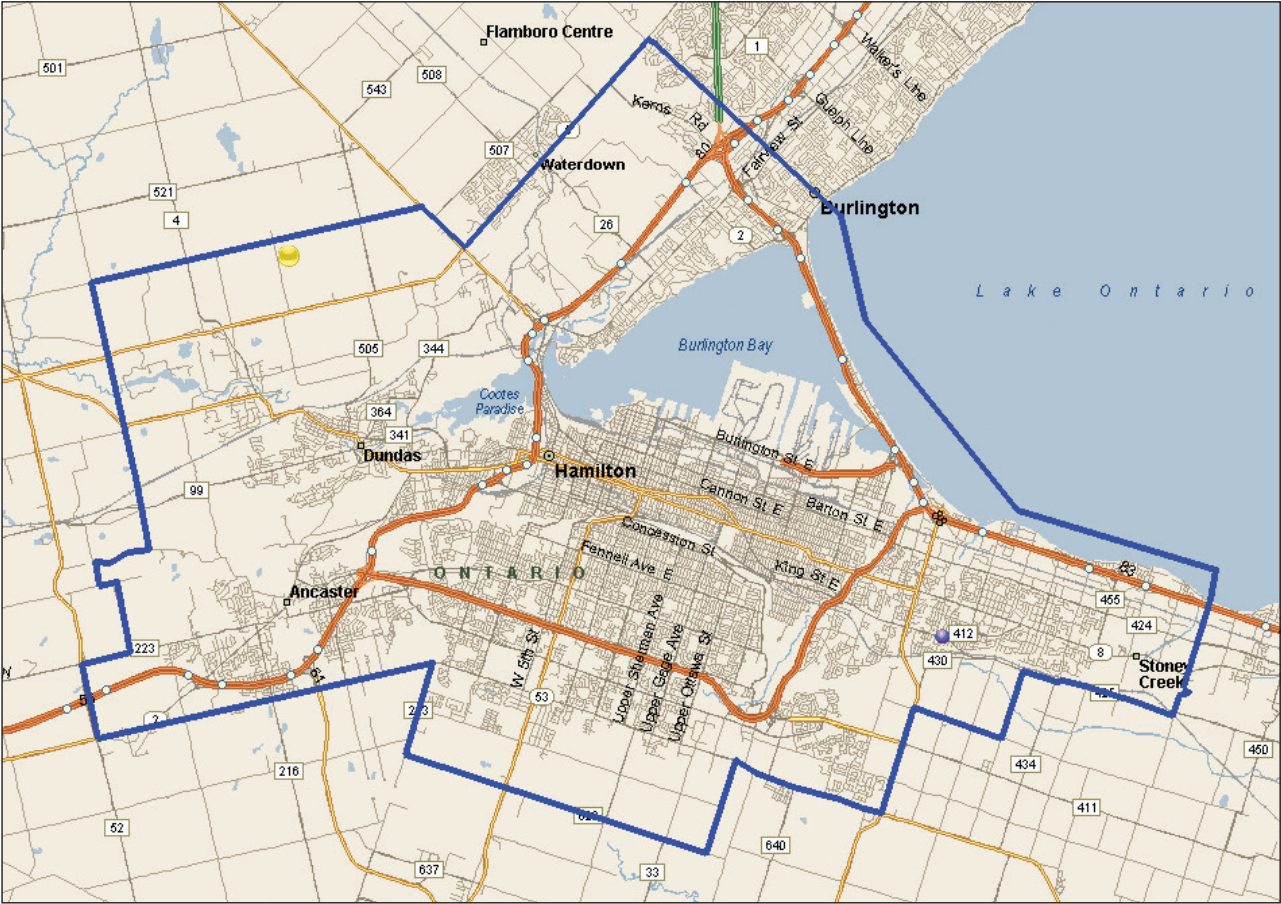 Flamboro Centre
1
Walker's Line
501
508
543
Kerns Rd
Guelph Line
5
507
Waterdown
80
Fairview St
521
4
Burlington
26
2
Lake Ontario
505
344
Burlington Bay
Cootes
Paradise
364
341
Dundas
Burlington St E
Hamilton
99
Cannon St E
Barton St E
88
Concession St
Fennell Ave E
King St E
83
ONTARIO
Ancaster
455
424
412
223
430
8
Stoney
Creek
W 5th St
Upper Sherman Ave
Upper Gage Ave
Upper Ottawa St
53
2
216
434
450
411
52
640
637
33